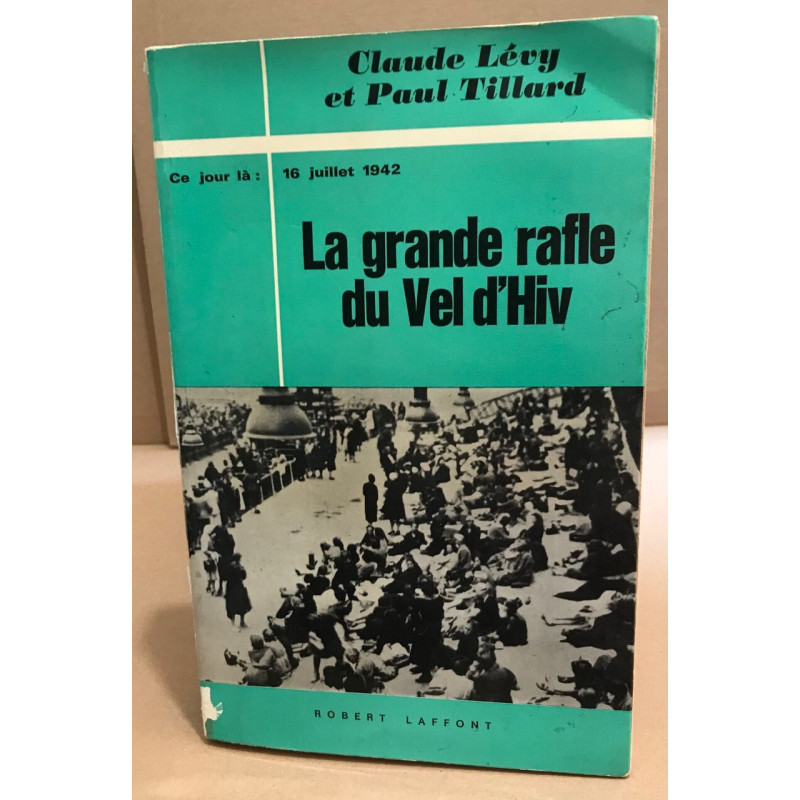 Claude Lévy
et Paul Tillard
Ce jour là : 16 juillet 1942
La grande rafle
du Vel d'Hiv
ROBERT LAFFONT